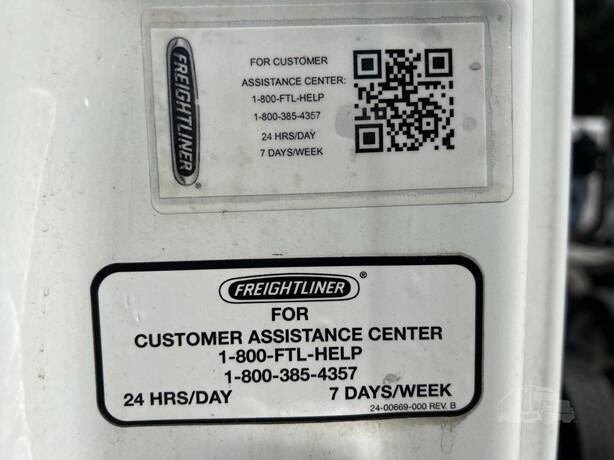 FREIGHTLINER®
FOR CUSTOMER
ASSISTANCE CENTER:
1-800-FTL-HELP
1-800-385-4357
24 HRS/DAY
7 DAYS/WEEK
FREIGHTLINER®
FOR
CUSTOMER ASSISTANCE CENTER
1-800-FTL-HELP
1-800-385-4357
24 HRS/DAY 7 DAYS/WEEK
24-00669-000 REV. B